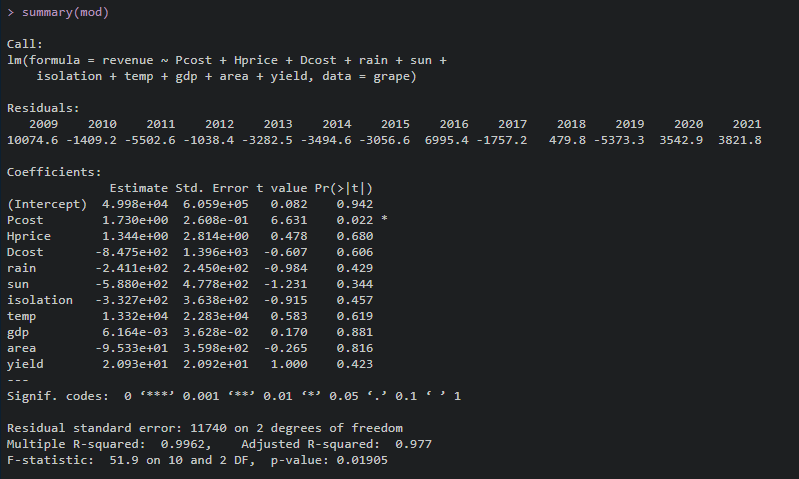 > summary(mod)
Call:
lm(formula = revenue ~ Pcost + Hprice + Dcost + rain + sun +
    isolation + temp + gdp + area + yield, data = grape)
Residuals:
   2009    2010    2011    2012    2013    2014    2015    2016    2017    2018    2019    2020    2021
10074.6 -1409.2 -5502.6 -1038.4 -3282.5 -3494.6 -3056.6  6995.4 -1757.2   479.8 -5373.3  3542.9  3821.8
Coefficients:
              Estimate Std. Error t value Pr(>|t|)
(Intercept)  4.998e+04  6.059e+05   0.082    0.942
Pcost        1.730e+00  2.608e-01   6.631    0.022 *
Hprice       1.344e+00  2.814e+00   0.478    0.680
Dcost       -8.475e+02  1.396e+03  -0.607    0.606
rain        -2.411e+02  2.450e+02  -0.984    0.429
sun         -5.880e+02  4.778e+02  -1.231    0.344
isolation   -3.327e+02  3.638e+02  -0.915    0.457
temp         1.332e+04  2.283e+04   0.583    0.619
gdp          6.164e-03  3.628e-02   0.170    0.881
area        -9.533e+01  3.598e+02  -0.265    0.816
yield        2.093e+01  2.092e+01   1.000    0.423
---
Signif. codes:  0 ‘***’ 0.001 ‘**’ 0.01 ‘*’ 0.05 ‘.’ 0.1 ‘ ’ 1
Residual standard error: 11740 on 2 degrees of freedom
Multiple R-squared:  0.9962,    Adjusted R-squared:  0.977
F-statistic:  51.9 on 10 and 2 DF,  p-value: 0.01905